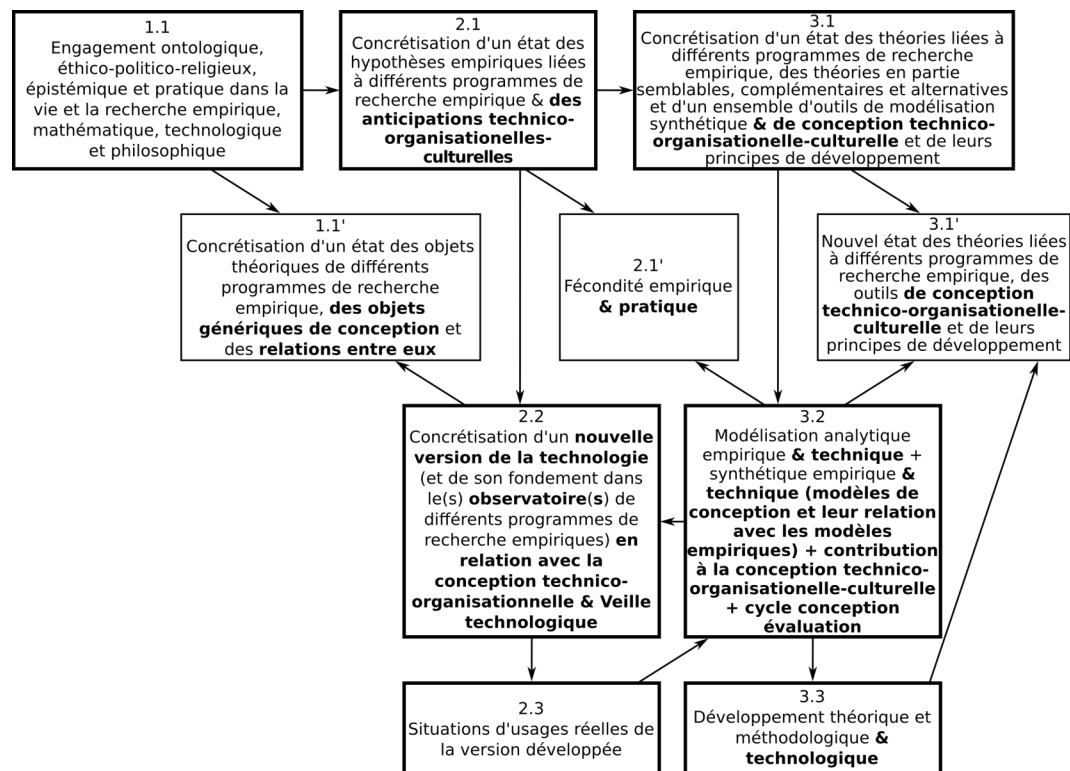 1.1
Engagement ontologique,
éthico-politico-religieux,
épistémique et pratique dans la
vie et la recherche empirique,
mathématique, technologique
et philosophique
2.1
Concrétisation d'un état des
hypothèses empiriques liées
à différents programmes de
recherche empirique & des
anticipations technico-
organisationelles-
culturelles
3.1
Concrétisation d'un état des théories liées à
différents programmes de recherche
empirique, des théories en partie
semblables, complémentaires et alternatives
et d'un ensemble d'outils de modélisation
synthétique & de conception technico-
organisationelle-culturelle et de leurs
principes de développement
1.1'
Concrétisation d'un état des objets
théoriques de différents
programmes de recherche
empirique, des objets
génériques de conception et
des relations entre eux
2.1'
Fécondité empirique
& pratique
3.1'
Nouvel état des théories liées
à différents programmes de
recherche empirique, des
outils de conception
technico-organisationelle-
culturelle et de leurs
principes de développement
2.2
Concrétisation d'un nouvelle
version de la technologie
(et de son fondement dans
le(s) observatoire(s) de
différents programmes de
recherche empiriques) en
relation avec la
conception technico-
organisationnelle & Veille
technologique
3.2
Modélisation analytique
empirique & technique +
synthétique empirique &
technique (modèles de
conception et leur relation
avec les modèles
empiriques) + contribution
à la conception technico-
organisationelle-culturelle
+ cycle conception
évaluation
2.3
Situations d'usages réelles de
la version développée
3.3
Développement théorique et
méthodologique &
technologique